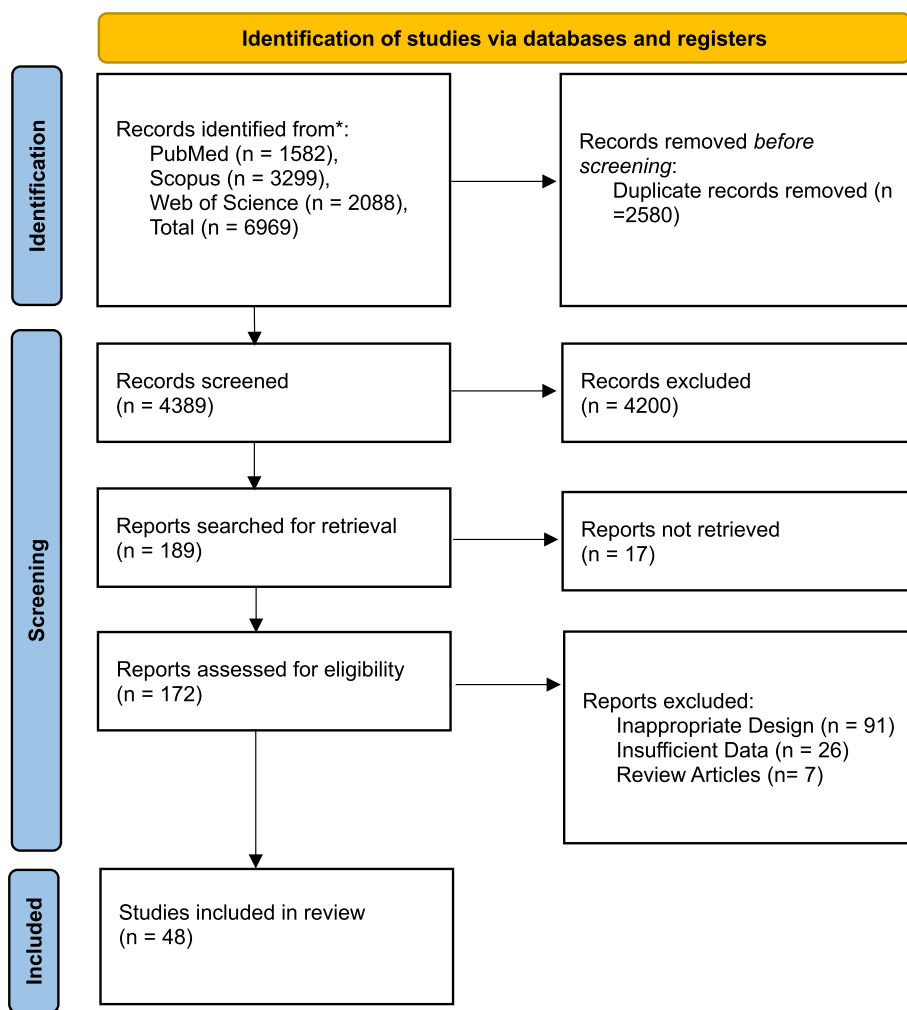 Identification of studies via databases and registers
Identification
Records identified from*:
PubMed (n = 1582),
Scopus (n = 3299),
Web of Science (n = 2088),
Total (n = 6969)
Records removed before
screening:
Duplicate records removed (n
=2580)
Screening
Records screened
(n = 4389)
Records excluded
(n = 4200)
Reports searched for retrieval
(n = 189)
Reports not retrieved
(n = 17)
Reports assessed for eligibility
(n = 172)
Reports excluded:
Inappropriate Design (n = 91)
Insufficient Data (n = 26)
Review Articles (n= 7)
Included
Studies included in review
(n = 48)